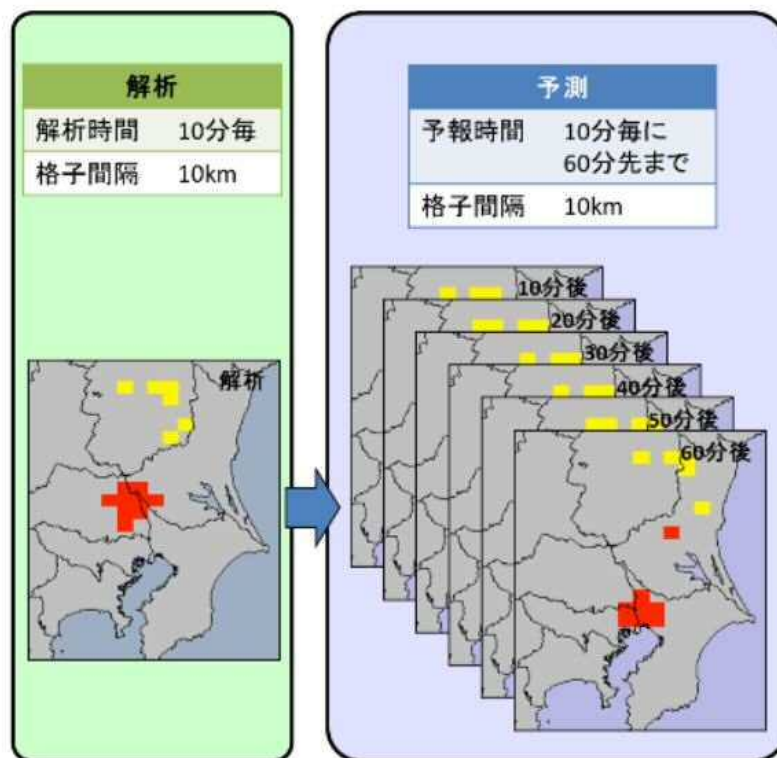 解析
解析時間 10分毎
格子間隔 10km
解析
予測
予報時間 10分毎に
60分先まで
格子間隔 10km
10分後
20分後
30分後
40分後
50分後
60分後